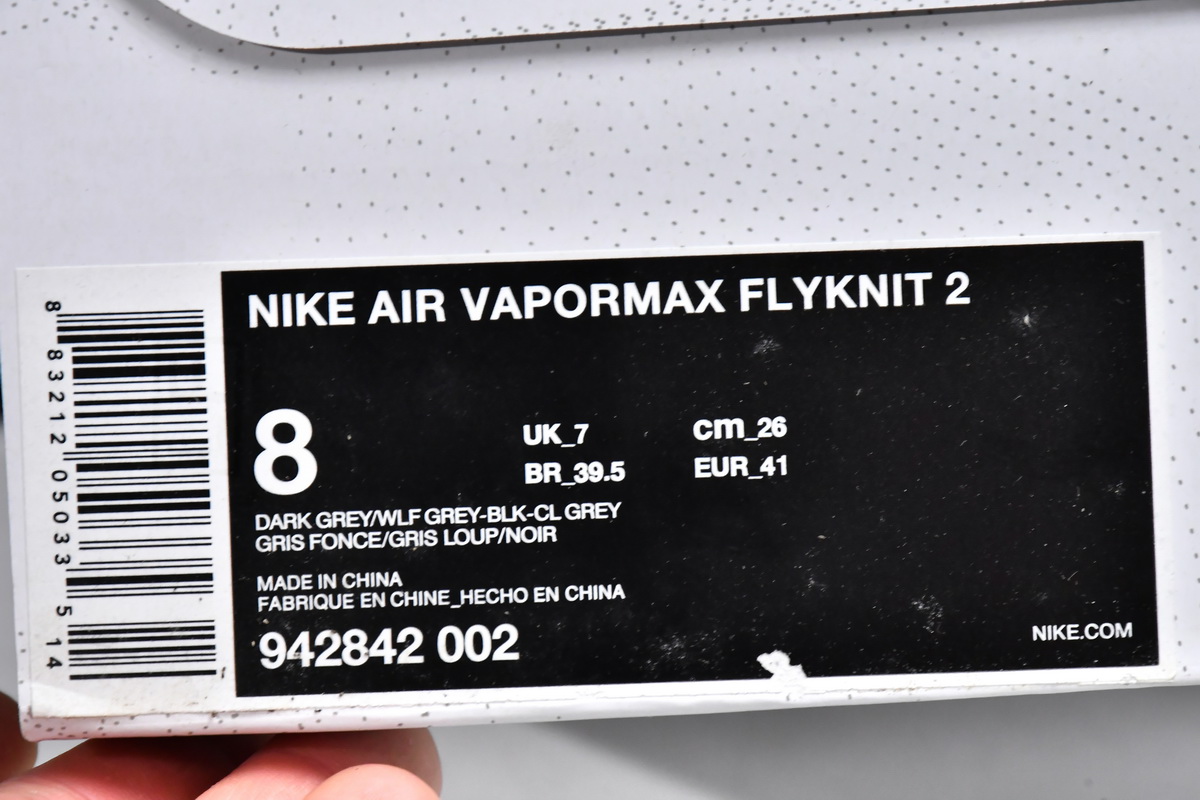 NIKE AIR VAPORMAX FLYKNIT 2
8
UK_7
cm_26
BR_39.5
EUR_41
DARK GREY/WLF GREY-BLK-CL GREY
GRIS FONCE/GRIS LOUP/NOIR
MADE IN CHINA
FABRIQUE EN CHINE_HECHO EN CHINA
942842 002
NIKE.COM
8 83212 05033 5 14